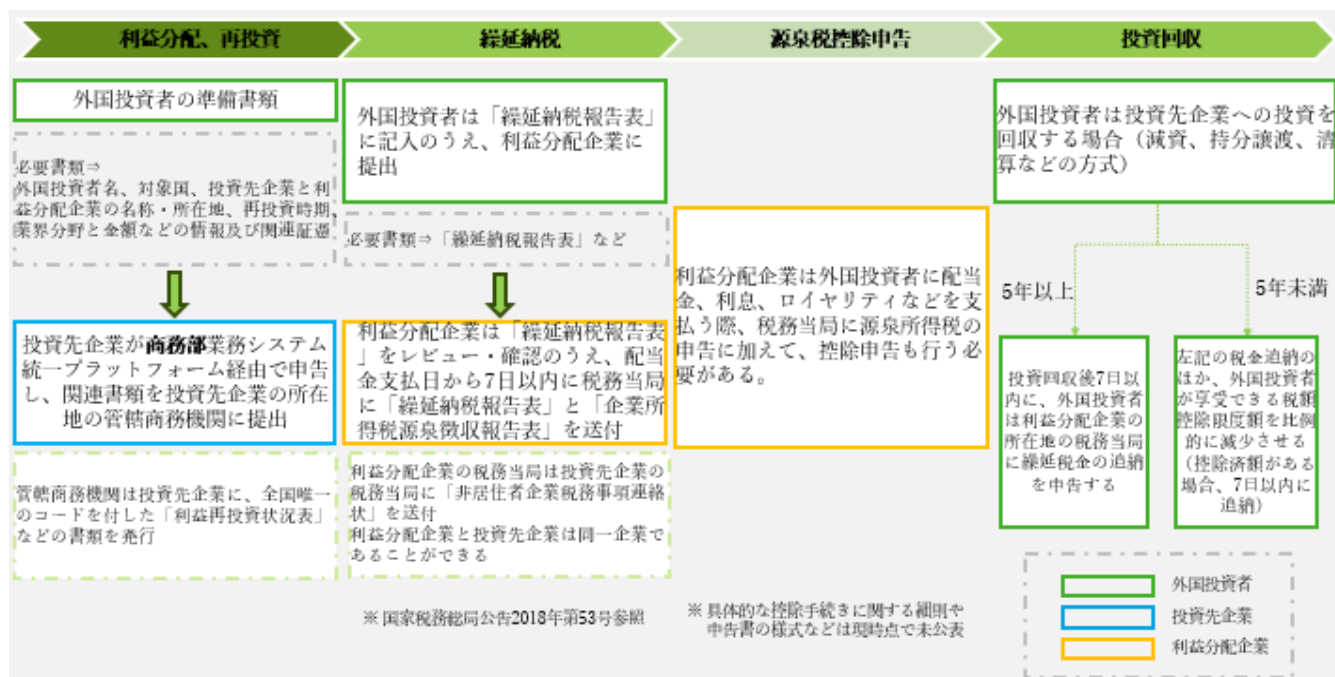 利益分配、再投資
繰延納税
源泉税控除申告
投資回収
外国投資者の準備書類
必要書類⇒
外国投資者名、対象国、投資先企業と利
益分配企業の名称・所在地、再投資時期、
業界分野と金額などの情報及び関連証憑
投資先企業が商務部業務システム
統一プラットフォーム経由で申告
し、関連書類を投資先企業の所在
地の管轄商務機関に提出
管轄商務機関は投資先企業に、全国唯一
のコードを付した「利益再投資状況表」
などの書類を発行
外国投資者は「繰延納税報告表」
に記入のうえ、利益分配企業に
提出
必要書類⇒「繰延納税報告表」など
利益分配企業は「繰延納税報告表
」をレビュー・確認のうえ、配当
金支払日から7日以内に税務当局
に「繰延納税報告表」と「企業所
得税源泉徴収報告表」を送付
利益分配企業の税務当局は投資先企業の
税務当局に「非居住者企業税務事項連絡
状」を送付
利益分配企業と投資先企業は同一企業で
あることができる
※ 国家税務総局公告2018年第53号参照
利益分配企業は外国投資者に配当
金、利息、ロイヤリティなどを支
払う際、税務当局に源泉所得税の
申告に加えて、控除申告も行う必
要がある。
※ 具体的な控除手続きに関する細則や
申告書の様式などは現時点で未公表
外国投資者は投資先企業への投資を
回収する場合（減資、持分譲渡、清
算などの方式）
5年以上
5年未満
投資回収後7日以
内に、外国投資者
は利益分配企業の
所在地の税務当局
に繰延税金の追納
を申告する
左記の税金追納の
ほか、外国投資者
が享受できる税額
控除限度額を比例
的に減少させる
（控除済額がある
場合、7日以内に
追納）
外国投資者
投資先企業
利益分配企業